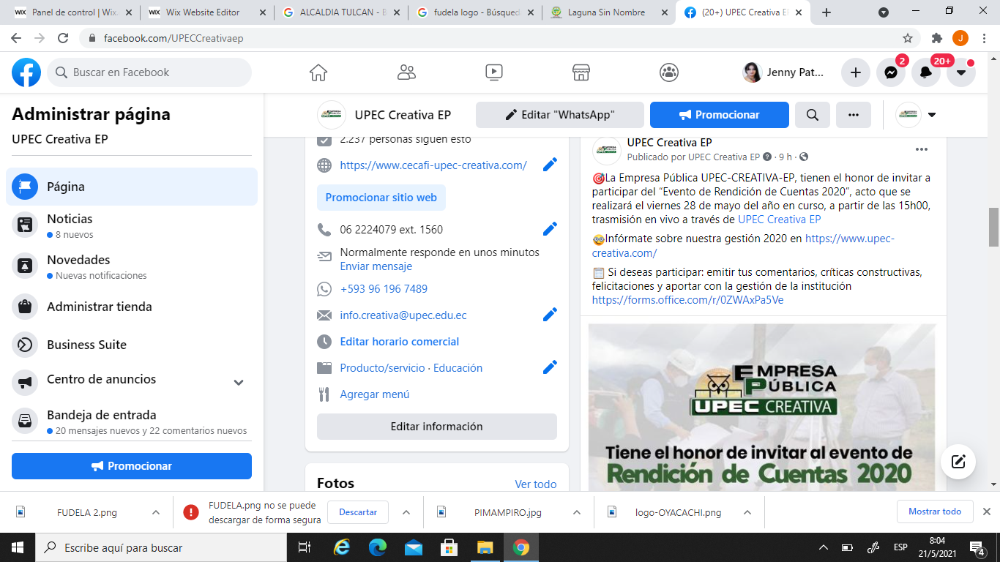 Panel de control | Wix.
Wix Website Editor
ALCALDIA TULCAN - B
fudela logo - Búsqued
Laguna Sin Nombre
(20+) UPEC Creativa EP
facebook.com/UPECCreativaep
J
Buscar en Facebook
Jenny Pat...
2
20+
Administrar página
UPEC Creativa EP
Página
Noticias
8 nuevos
Novedades
Nuevas notificaciones
Administrar tienda
Business Suite
Centro de anuncios
Bandeja de entrada
20 mensajes nuevos y 22 comentarios nuevos
Promocionar
UPEC Creativa EP
Editar "WhatsApp"
Promocionar
2.237 personas siguen esto
https://www.cecafi-upec-creativa.com/
Promocionar sitio web
06 2224079 ext. 1560
Normalmente responde en unos minutos
Enviar mensaje
+593 96 196 7489
info.creativa@upec.edu.ec
Editar horario comercial
Producto/servicio · Educación
Agregar menú
Editar información
Fotos
Ver todo
UPEC Creativa EP
Publicado por UPEC Creativa EP · 9 h ·
La Empresa Pública UPEC-CREATIVA-EP, tienen el honor de invitar a
participar del “Evento de Rendición de Cuentas 2020”, acto que se
realizará el viernes 28 de mayo del año en curso, a partir de las 15h00,
trasmisión en vivo a través de UPEC Creativa EP
Infórmate sobre nuestra gestión 2020 en https://www.upec-
creativa.com/
Si deseas participar: emitir tus comentarios, críticas constructivas,
felicitaciones y aportar con la gestión de la institución
https://forms.office.com/r/0ZWAxPa5Ve
EMPRESA
PÚBLICA
UPEC CREATIVA
Tiene el honor de invitar al evento de
Rendición de Cuentas 2020
FUDELA 2.png
FUDELA.png no se puede
descargar de forma segura
Descartar
PIMAMPIRO.jpg
logo-OYACACHI.png
Mostrar todo
Escribe aquí para buscar
ESP
8:04
21/5/2021
4